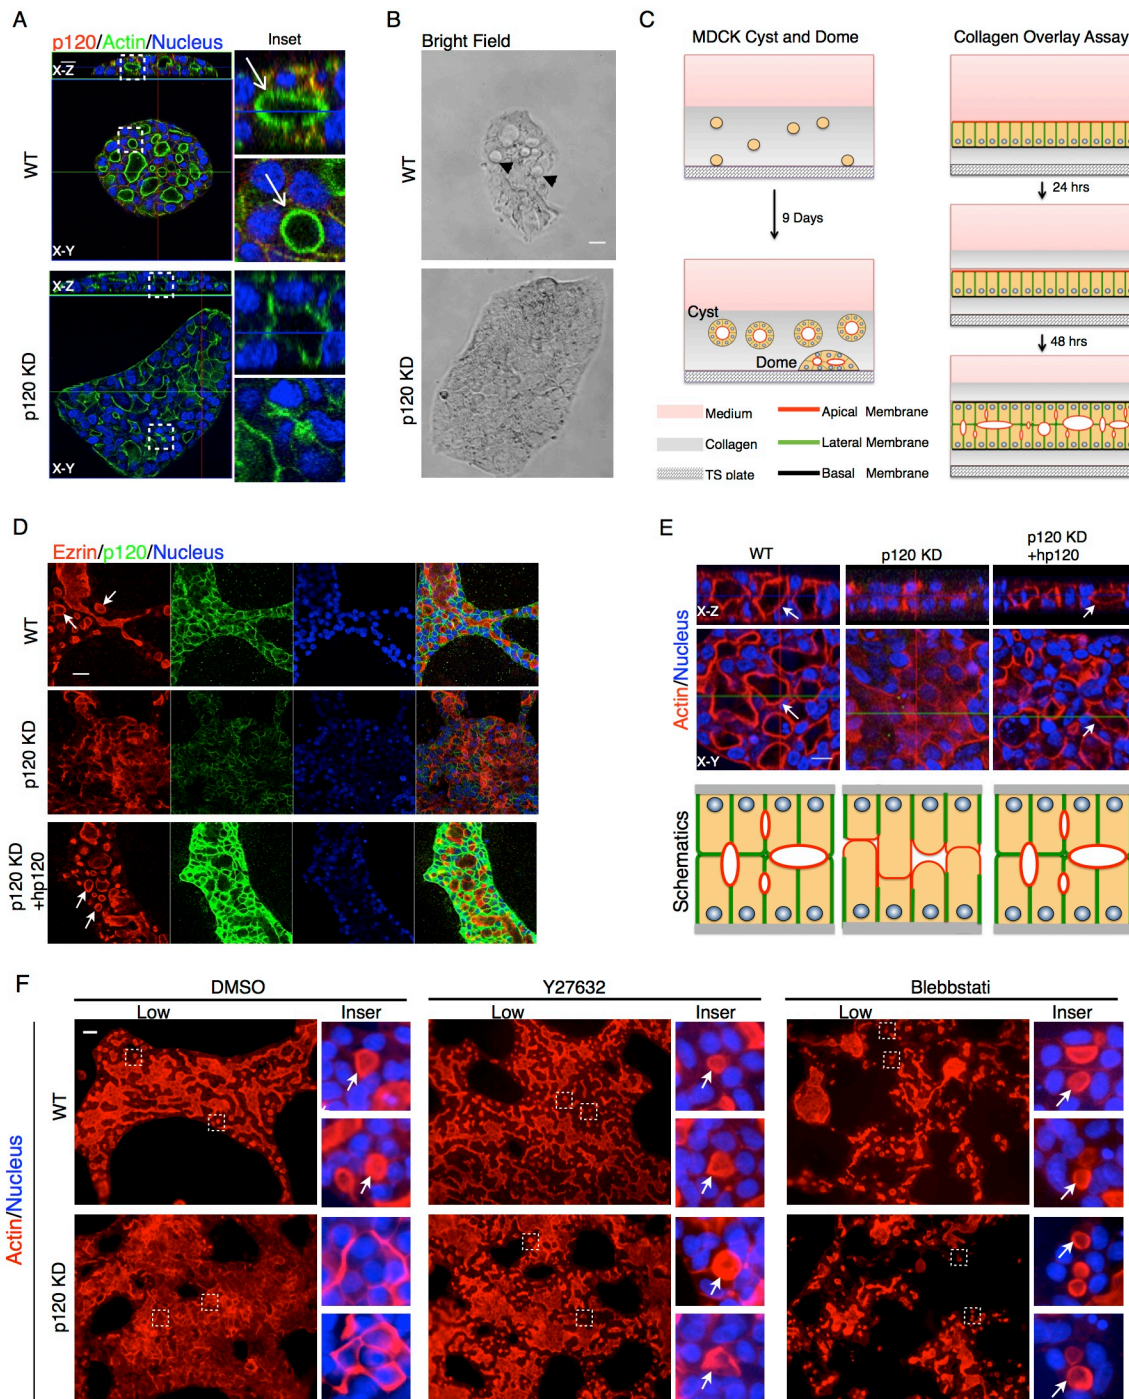 A
p120/Actin/Nucleus
Inset
X-Z
WT
X-Y
X-Z
p120 KD
X-Y
B
Bright Field
WT
p120 KD
C
MDCK Cyst and Dome
Collagen Overlay Assay
9 Days
24 hrs
48 hrs
Cyst
Dome
Medium
Apical Membrane
Collagen
Lateral Membrane
TS plate
Basal Membrane
D
Ezrin/p120/Nucleus
WT
p120 KD
p120 KD
+hp120
E
WT
p120 KD
p120 KD
+hp120
Actin/Nucleus
X-Z
X-Y
Schematics
F
DMSO
Y27632
Blebbstati
Low
Inser
Low
Inser
Low
Inser
Actin/Nucleus
WT
p120 KD